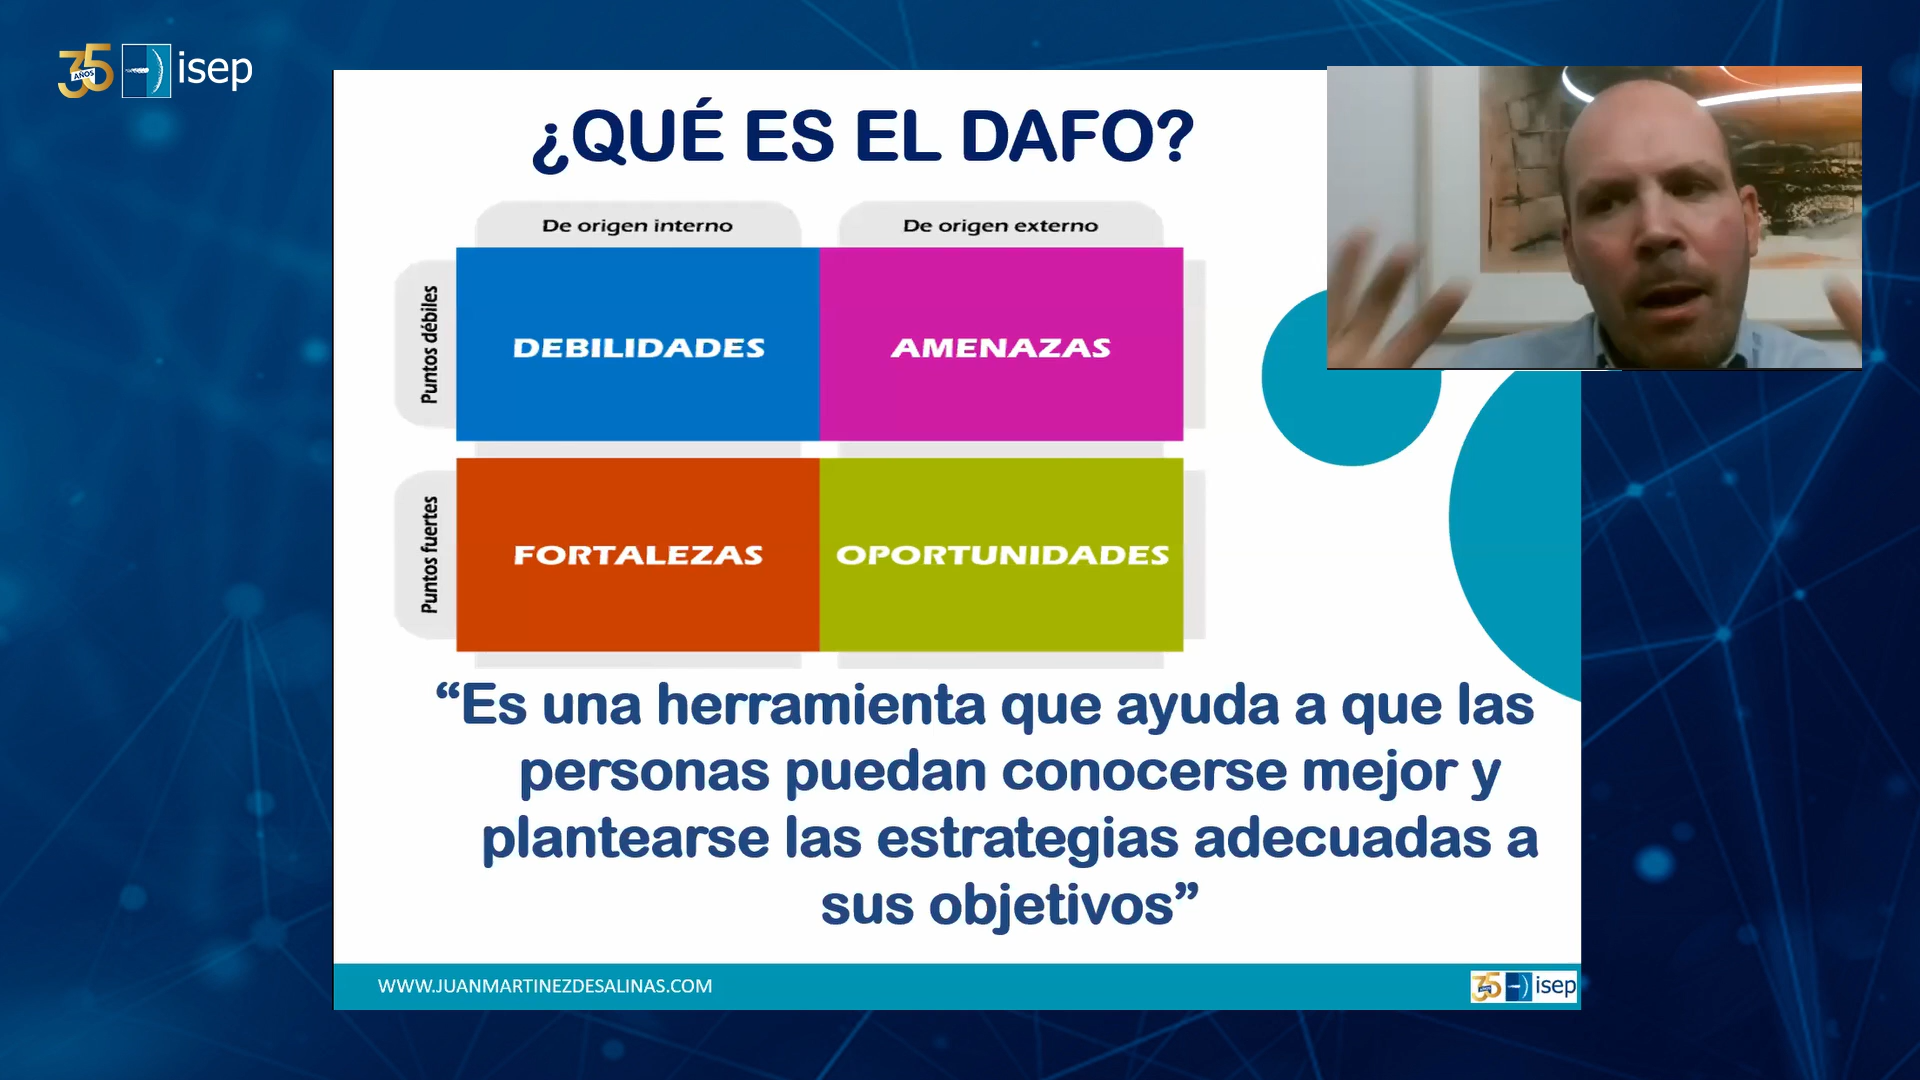 35
AÑOS
isep
¿QUÉ ES EL DAFO?
De origen interno
De origen externo
Puntos débiles
DEBILIDADES
AMENAZAS
Puntos fuertes
FORTALEZAS
OPORTUNIDADES
“Es una herramienta que ayuda a que las
personas puedan conocerse mejor y
plantearse las estrategias adecuadas a
sus objetivos”
WWW.JUANMARTINEZDESALINAS.COM
35
AÑOS
isep